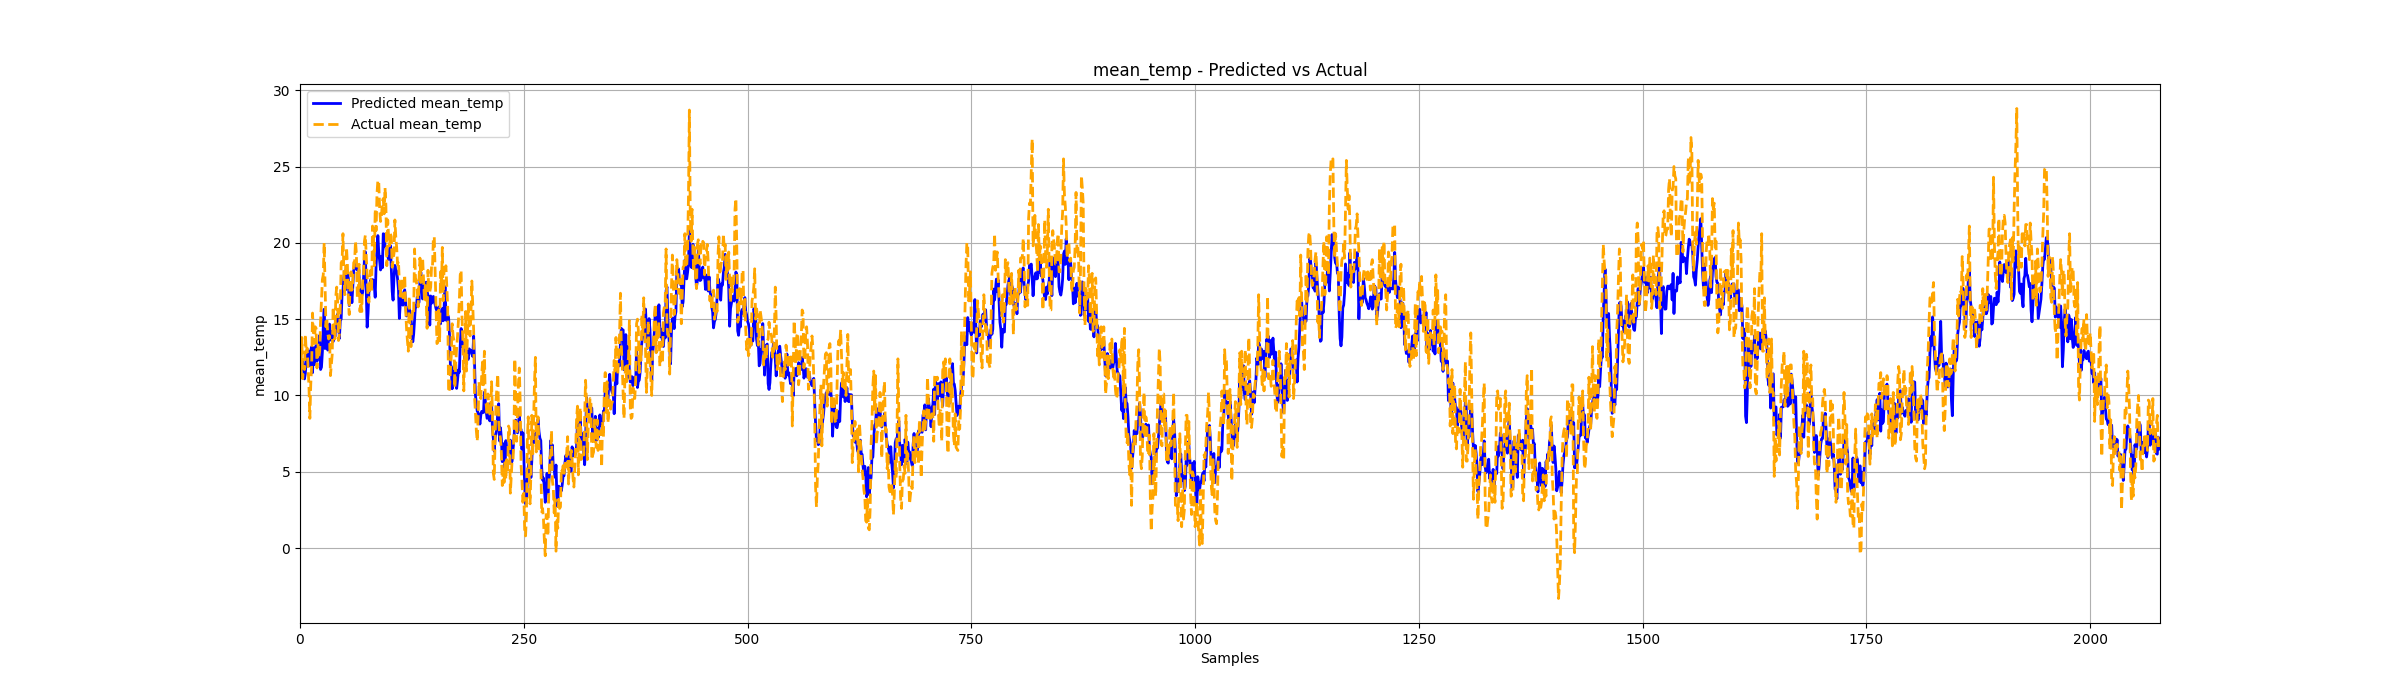 mean_temp - Predicted vs Actual
Predicted mean_temp
Actual mean_temp
30
25
20
15
10
5
0
mean_temp
0 250 500 750 1000 1250 1500 1750 2000
Samples